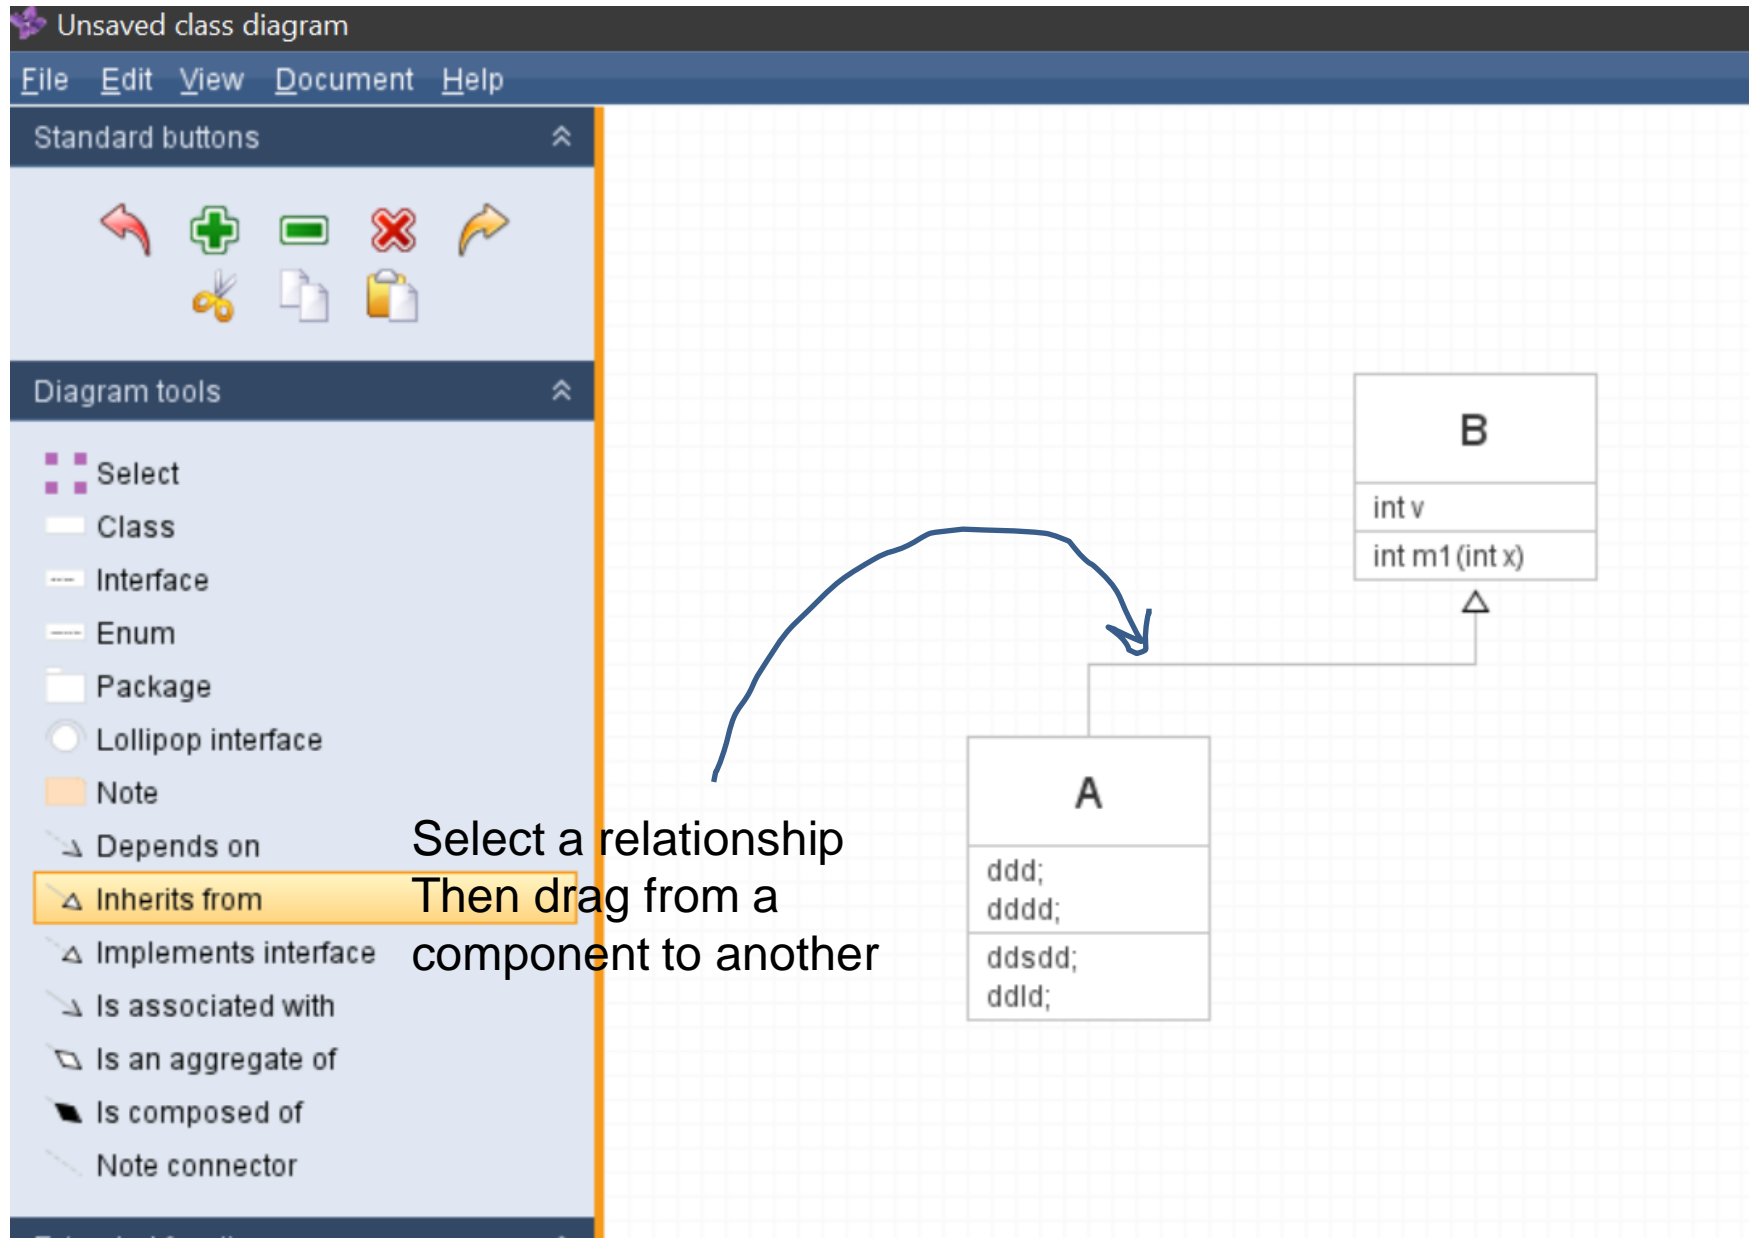 Unsaved class diagram
File Edit View Document Help
Standard buttons
Diagram tools
Select
Class
Interface
Enum
Package
Lollipop interface
Note
Depends on
Inherits from
Implements interface
Is associated with
Is an aggregate of
Is composed of
Note connector
Select a relationship
Then drag from a
component to another
B
int v
int m1(int x)
A
ddd;
dddd;
ddsdd;
ddld;